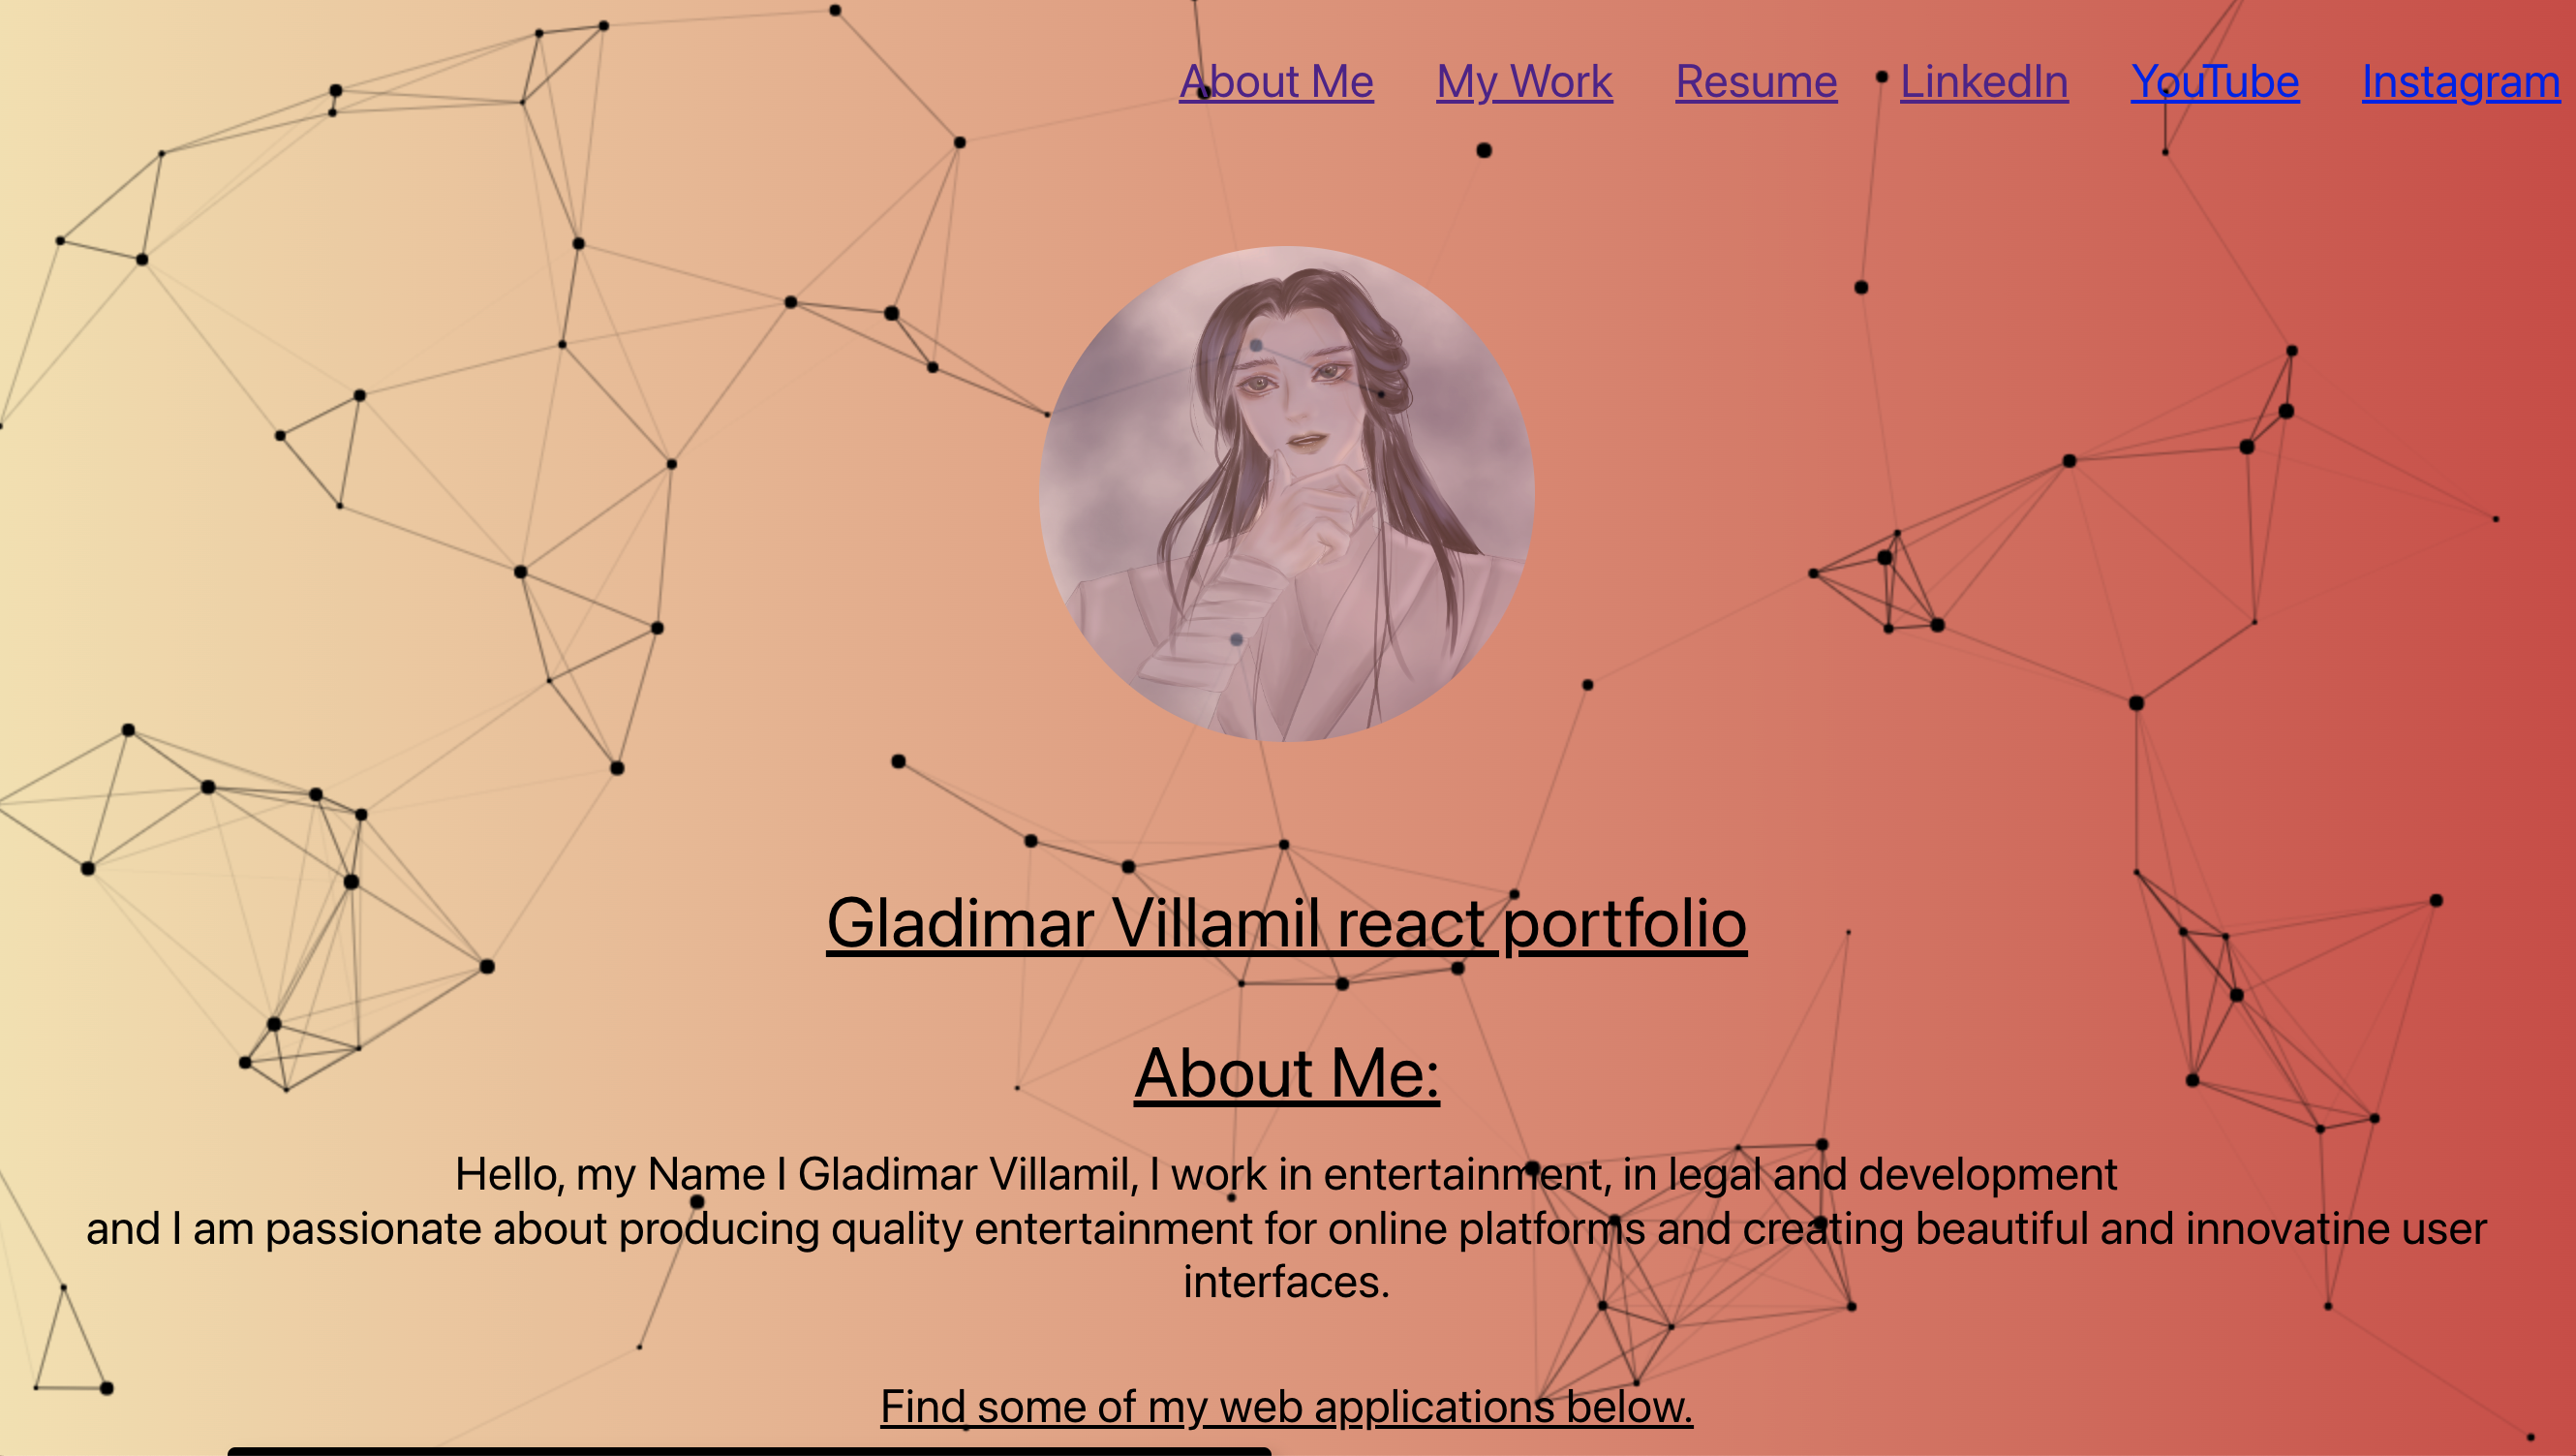 About Me My Work Resume LinkedIn YouTube Instagram
Gladimar Villamil react portfolio
About Me:
Hello, my Name I Gladimar Villamil, I work in entertainment, in legal and development
and I am passionate about producing quality entertainment for online platforms and creating beautiful and innovatine user
interfaces.
Find some of my web applications below.